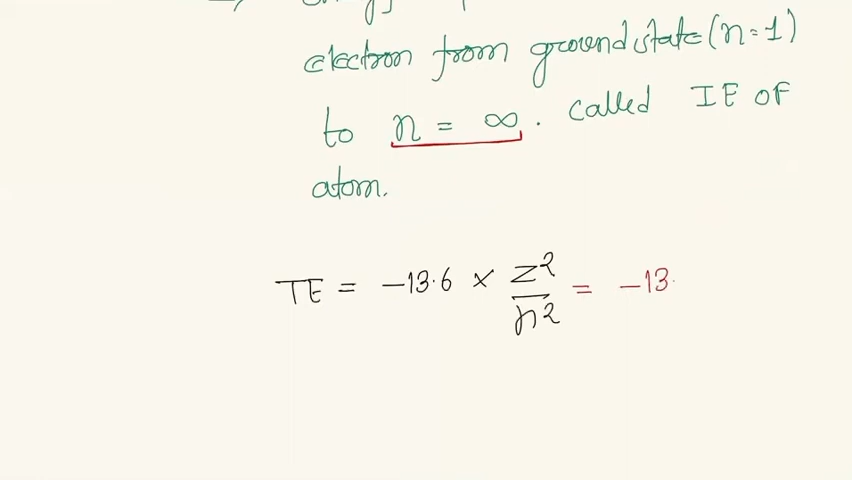 electron from ground state (n=1)
to n = ∞. called IE OF
atom.
TE = -13.6 × Z²/n² = -13.